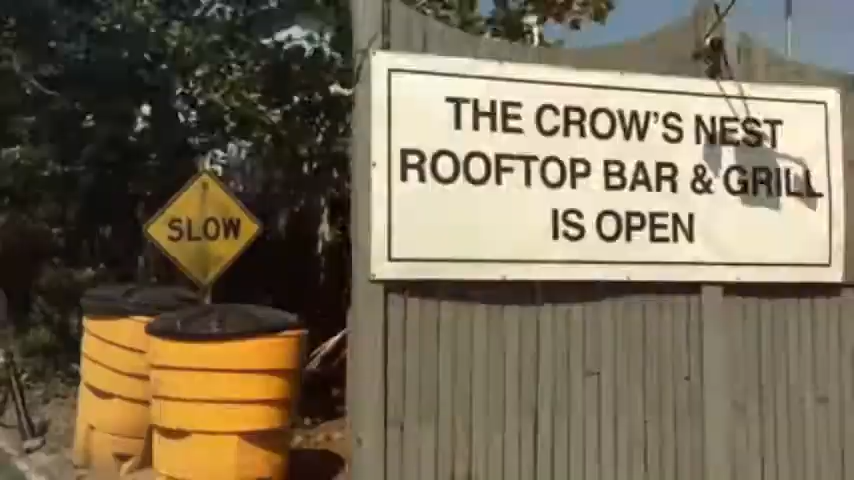 SLOW
THE CROW'S NEST
ROOFTOP BAR & GRILL
IS OPEN